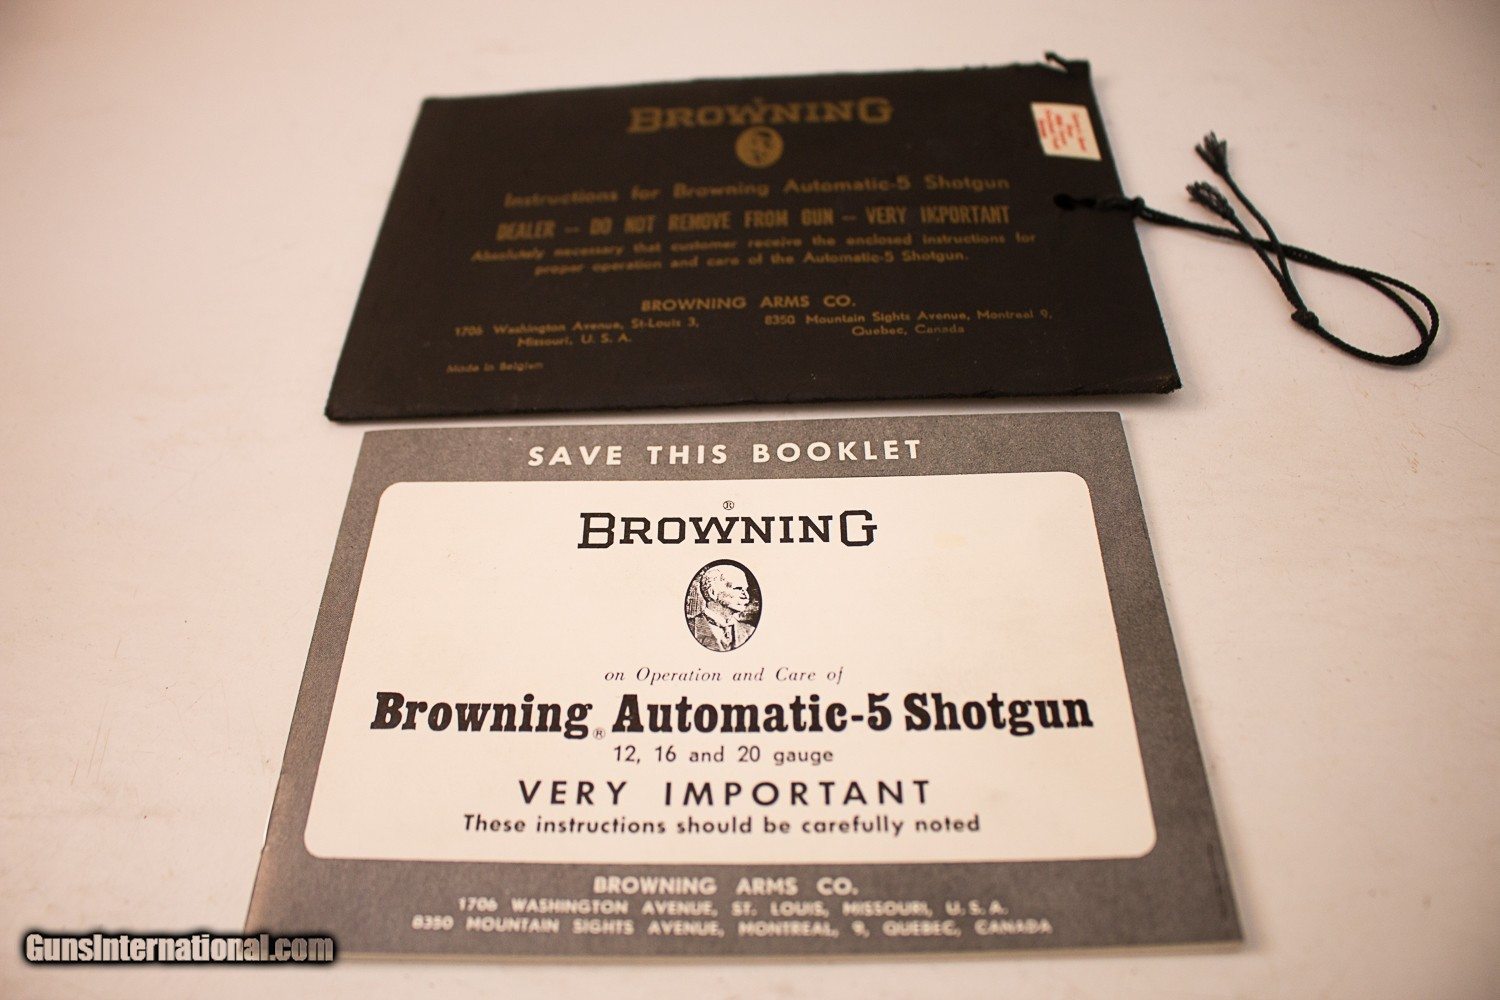 BROWNING
Instructions for Browning Automatic-5 Shotgun
DEALER -- DO NOT REMOVE FROM GUN -- VERY IMPORTANT
Absolutely necessary that customer receive the enclosed instructions for
proper operation and care of the Automatic-5 Shotgun.
BROWNING ARMS CO.
1706 Washington Avenue, St-Louis 3,
Missouri, U. S. A.
8350 Mountain Sights Avenue, Montreal 9,
Quebec, Canada
Made in Belgium
SAVE THIS BOOKLET
®
BROWNING
on Operation and Care of
Browning® Automatic-5 Shotgun
12, 16 and 20 gauge
VERY IMPORTANT
These instructions should be carefully noted
BROWNING ARMS CO.
1706 WASHINGTON AVENUE, ST. LOUIS, MISSOURI, U. S. A.
8350 MOUNTAIN SIGHTS AVENUE, MONTREAL, 9, QUEBEC, CANADA
GunsInternational.com